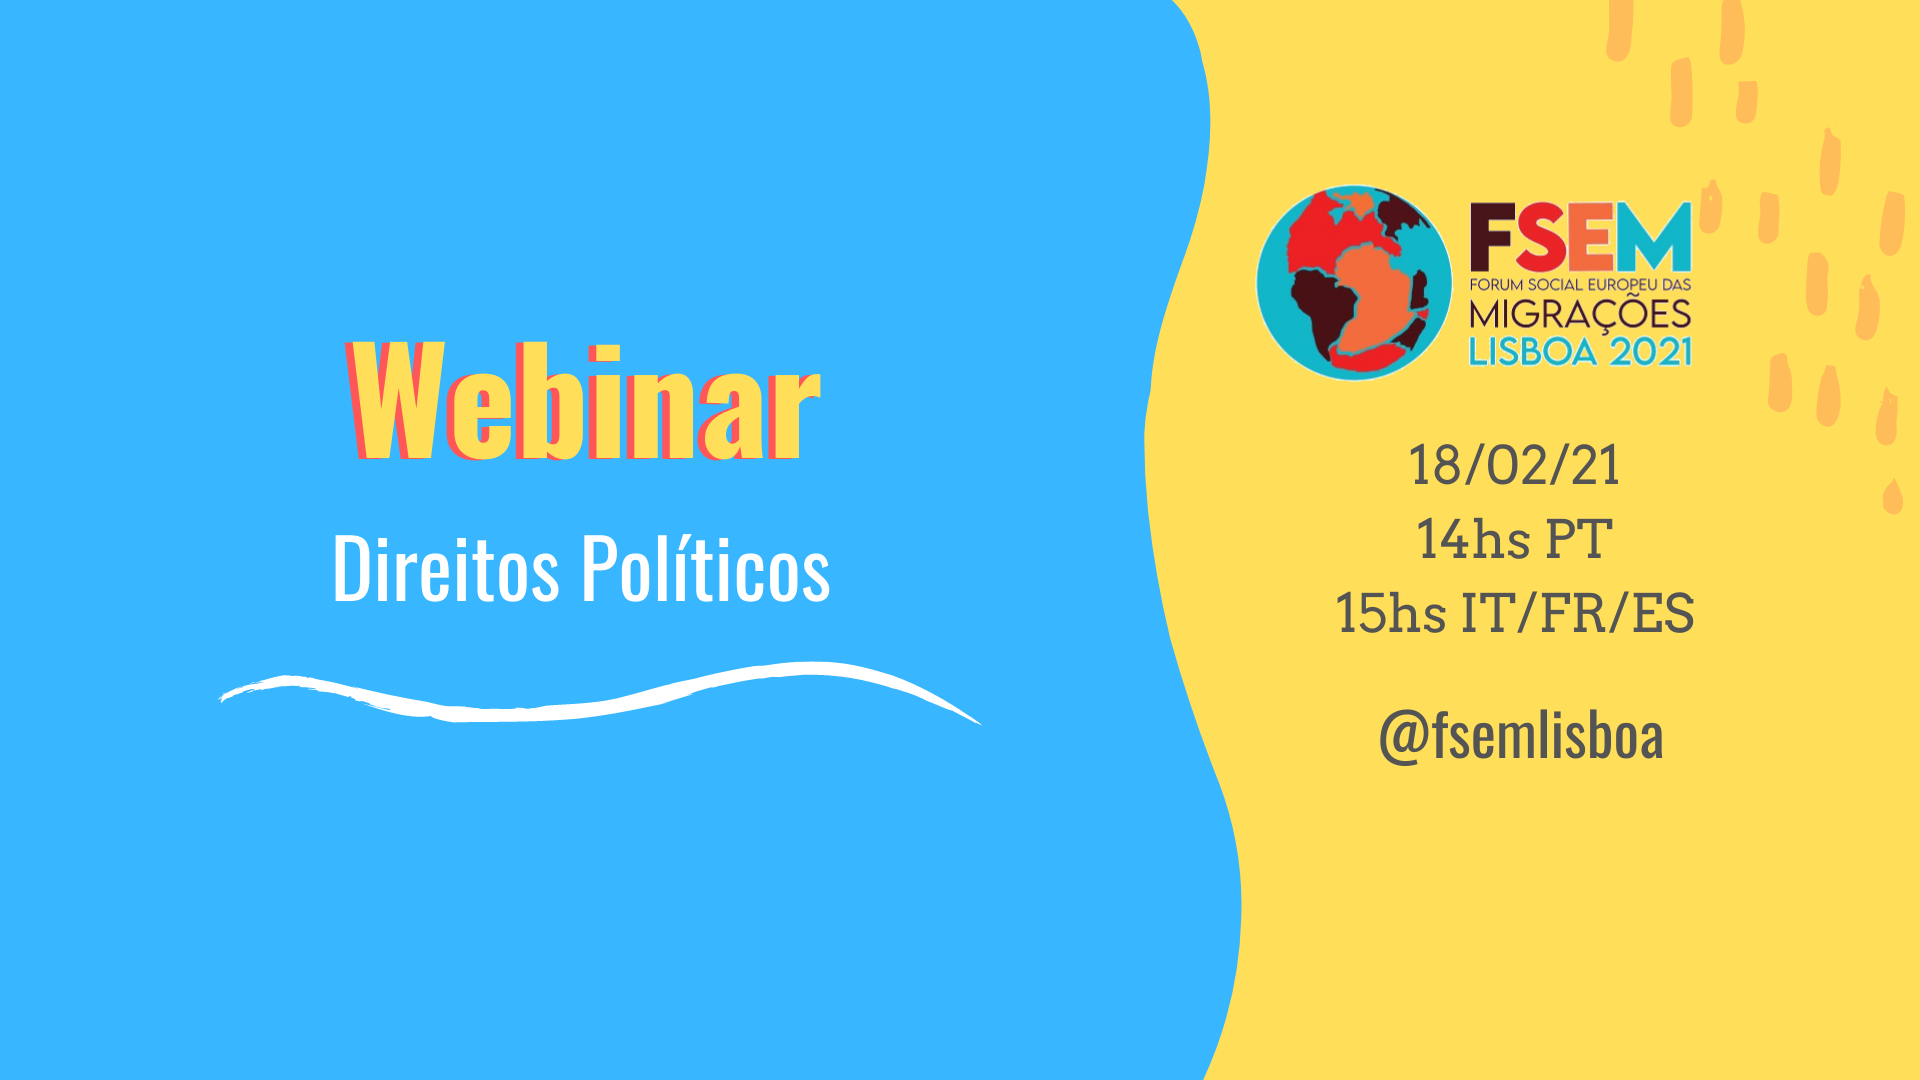 Webinar
Direitos Políticos
FSEM
FORUM SOCIAL EUROPEU DAS
MIGRAÇÕES
LISBOA 2021
18/02/21
14hs PT
15hs IT/FR/ES
@fsemlisboa